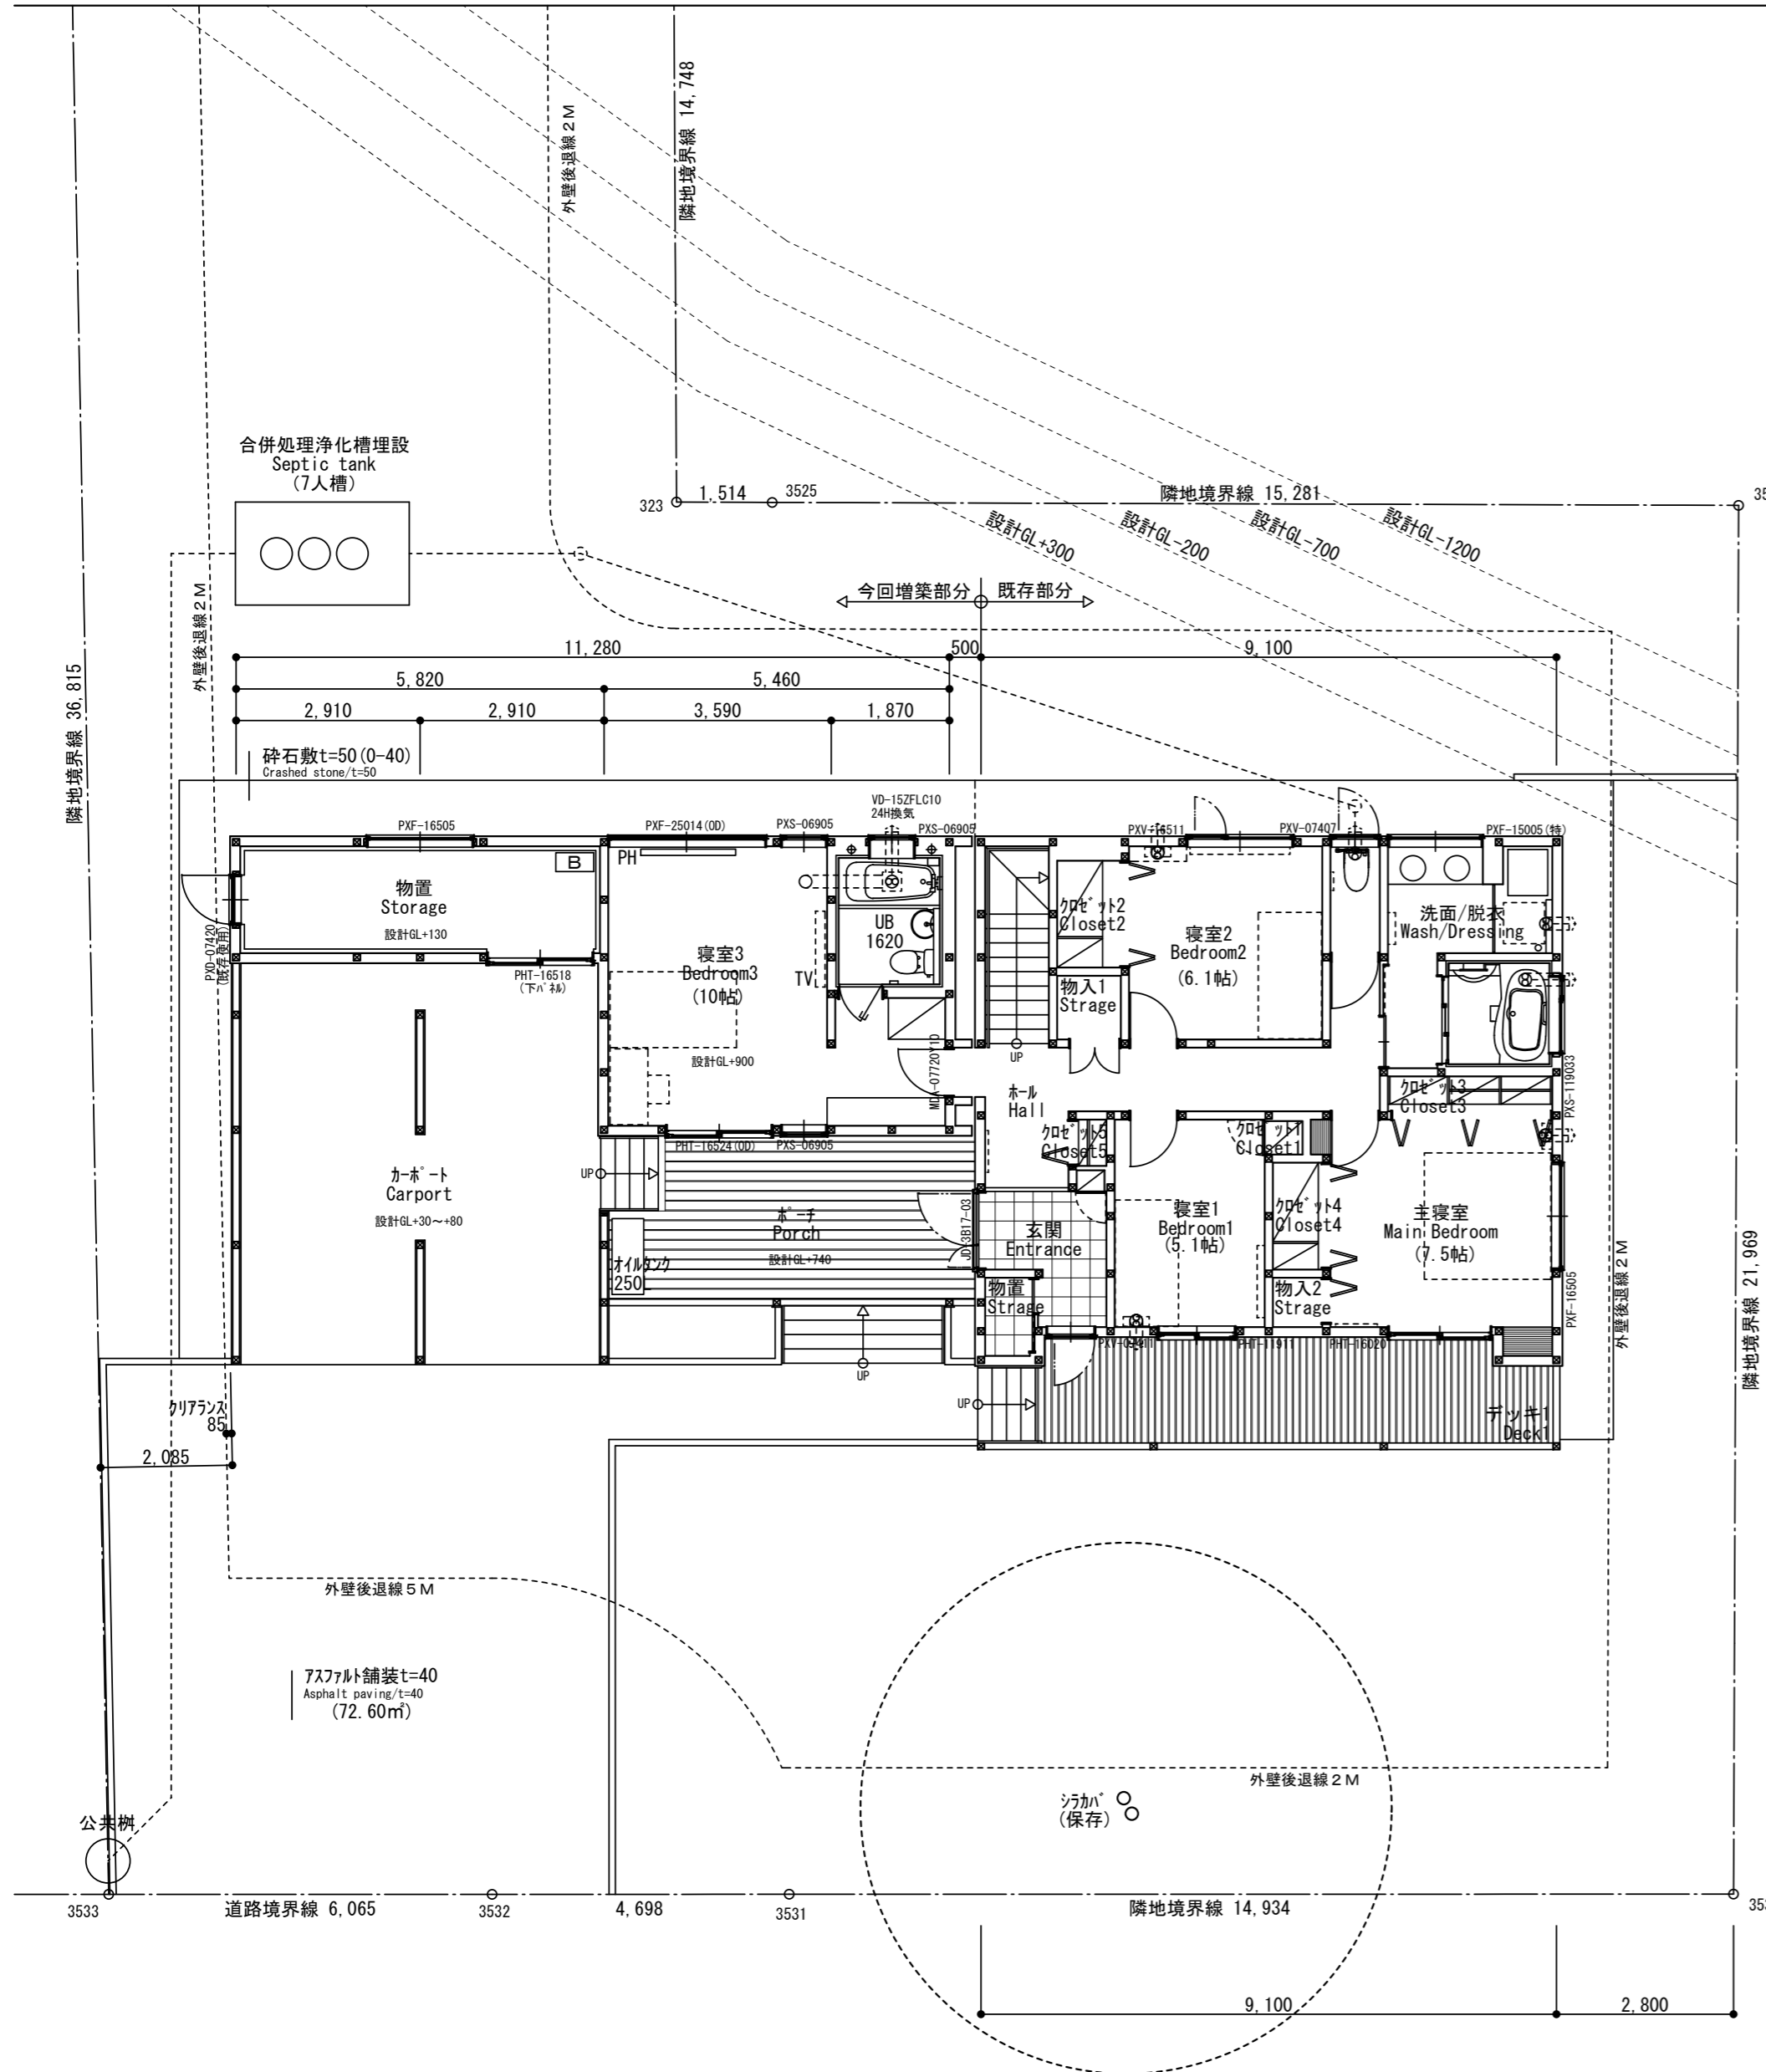 隣地境界線 14,748
外壁後退線２Ｍ
合併処理浄化槽埋設
Septic tank
(7人槽)
323
1,514
3525
隣地境界線 15,281
設計GL+300
設計GL-200
設計GL-700
設計GL-1200
外壁後退線２Ｍ
隣地境界線 36,815
今回増築部分
既存部分
11,280
500
9,100
5,820
5,460
2,910
2,910
3,590
1,870
砕石敷t=50(0-40)
Crashed stone/t=50
VD-15ZFLC10
24H換気
PXF-16505
PXF-25014(OD)
PXS-06905
PXS-06905
PXV-16511
PXV-07407
PXF-15005(特)
PH
B
物置
Storage
設計GL+130
PXD-07420
(既存使用)
PHT-16518
(下ﾊﾟﾈﾙ)
寝室3
Bedroom3
(10帖)
TV
設計GL+900
UB
1620
MDA-07720Y10
ｸﾛｾﾞｯﾄ2
Closet2
物入1
Strage
UP
寝室2
Bedroom2
(6.1帖)
洗面/脱衣
Wash/Dressing
PXS-119033
ﾎｰﾙ
Hall
ｸﾛｾﾞｯﾄ5
Closet5
ｸﾛｾﾞｯﾄ1
Closet1
ｸﾛｾﾞｯﾄ3
Closet3
PHT-16524(OD)
PXS-06905
UP
ｶｰﾎﾟｰﾄ
Carport
設計GL+30～+80
ﾎﾟｰﾁ
Porch
設計GL+740
ｵｲﾙﾀﾝｸ
250L
玄関
Entrance
物置
Strage
寝室1
Bedroom1
(5.1帖)
ｸﾛｾﾞｯﾄ4
Closet4
物入2
Strage
主寝室
Main Bedroom
(7.5帖)
PXF-16505
外壁後退線２Ｍ
隣地境界線 21,969
PHT-11911
PHT-16020
UP
UP
デッキ1
Deck1
ｸﾘｱﾗﾝｽ
85
2,085
外壁後退線５Ｍ
ｱｽﾌｧﾙﾄ舗装t=40
Asphalt paving/t=40
(72.60㎡)
外壁後退線２Ｍ
ｼﾗｶﾊﾞ
(保存)
公共桝
3533
道路境界線 6,065
3532
4,698
3531
隣地境界線 14,934
9,100
2,800